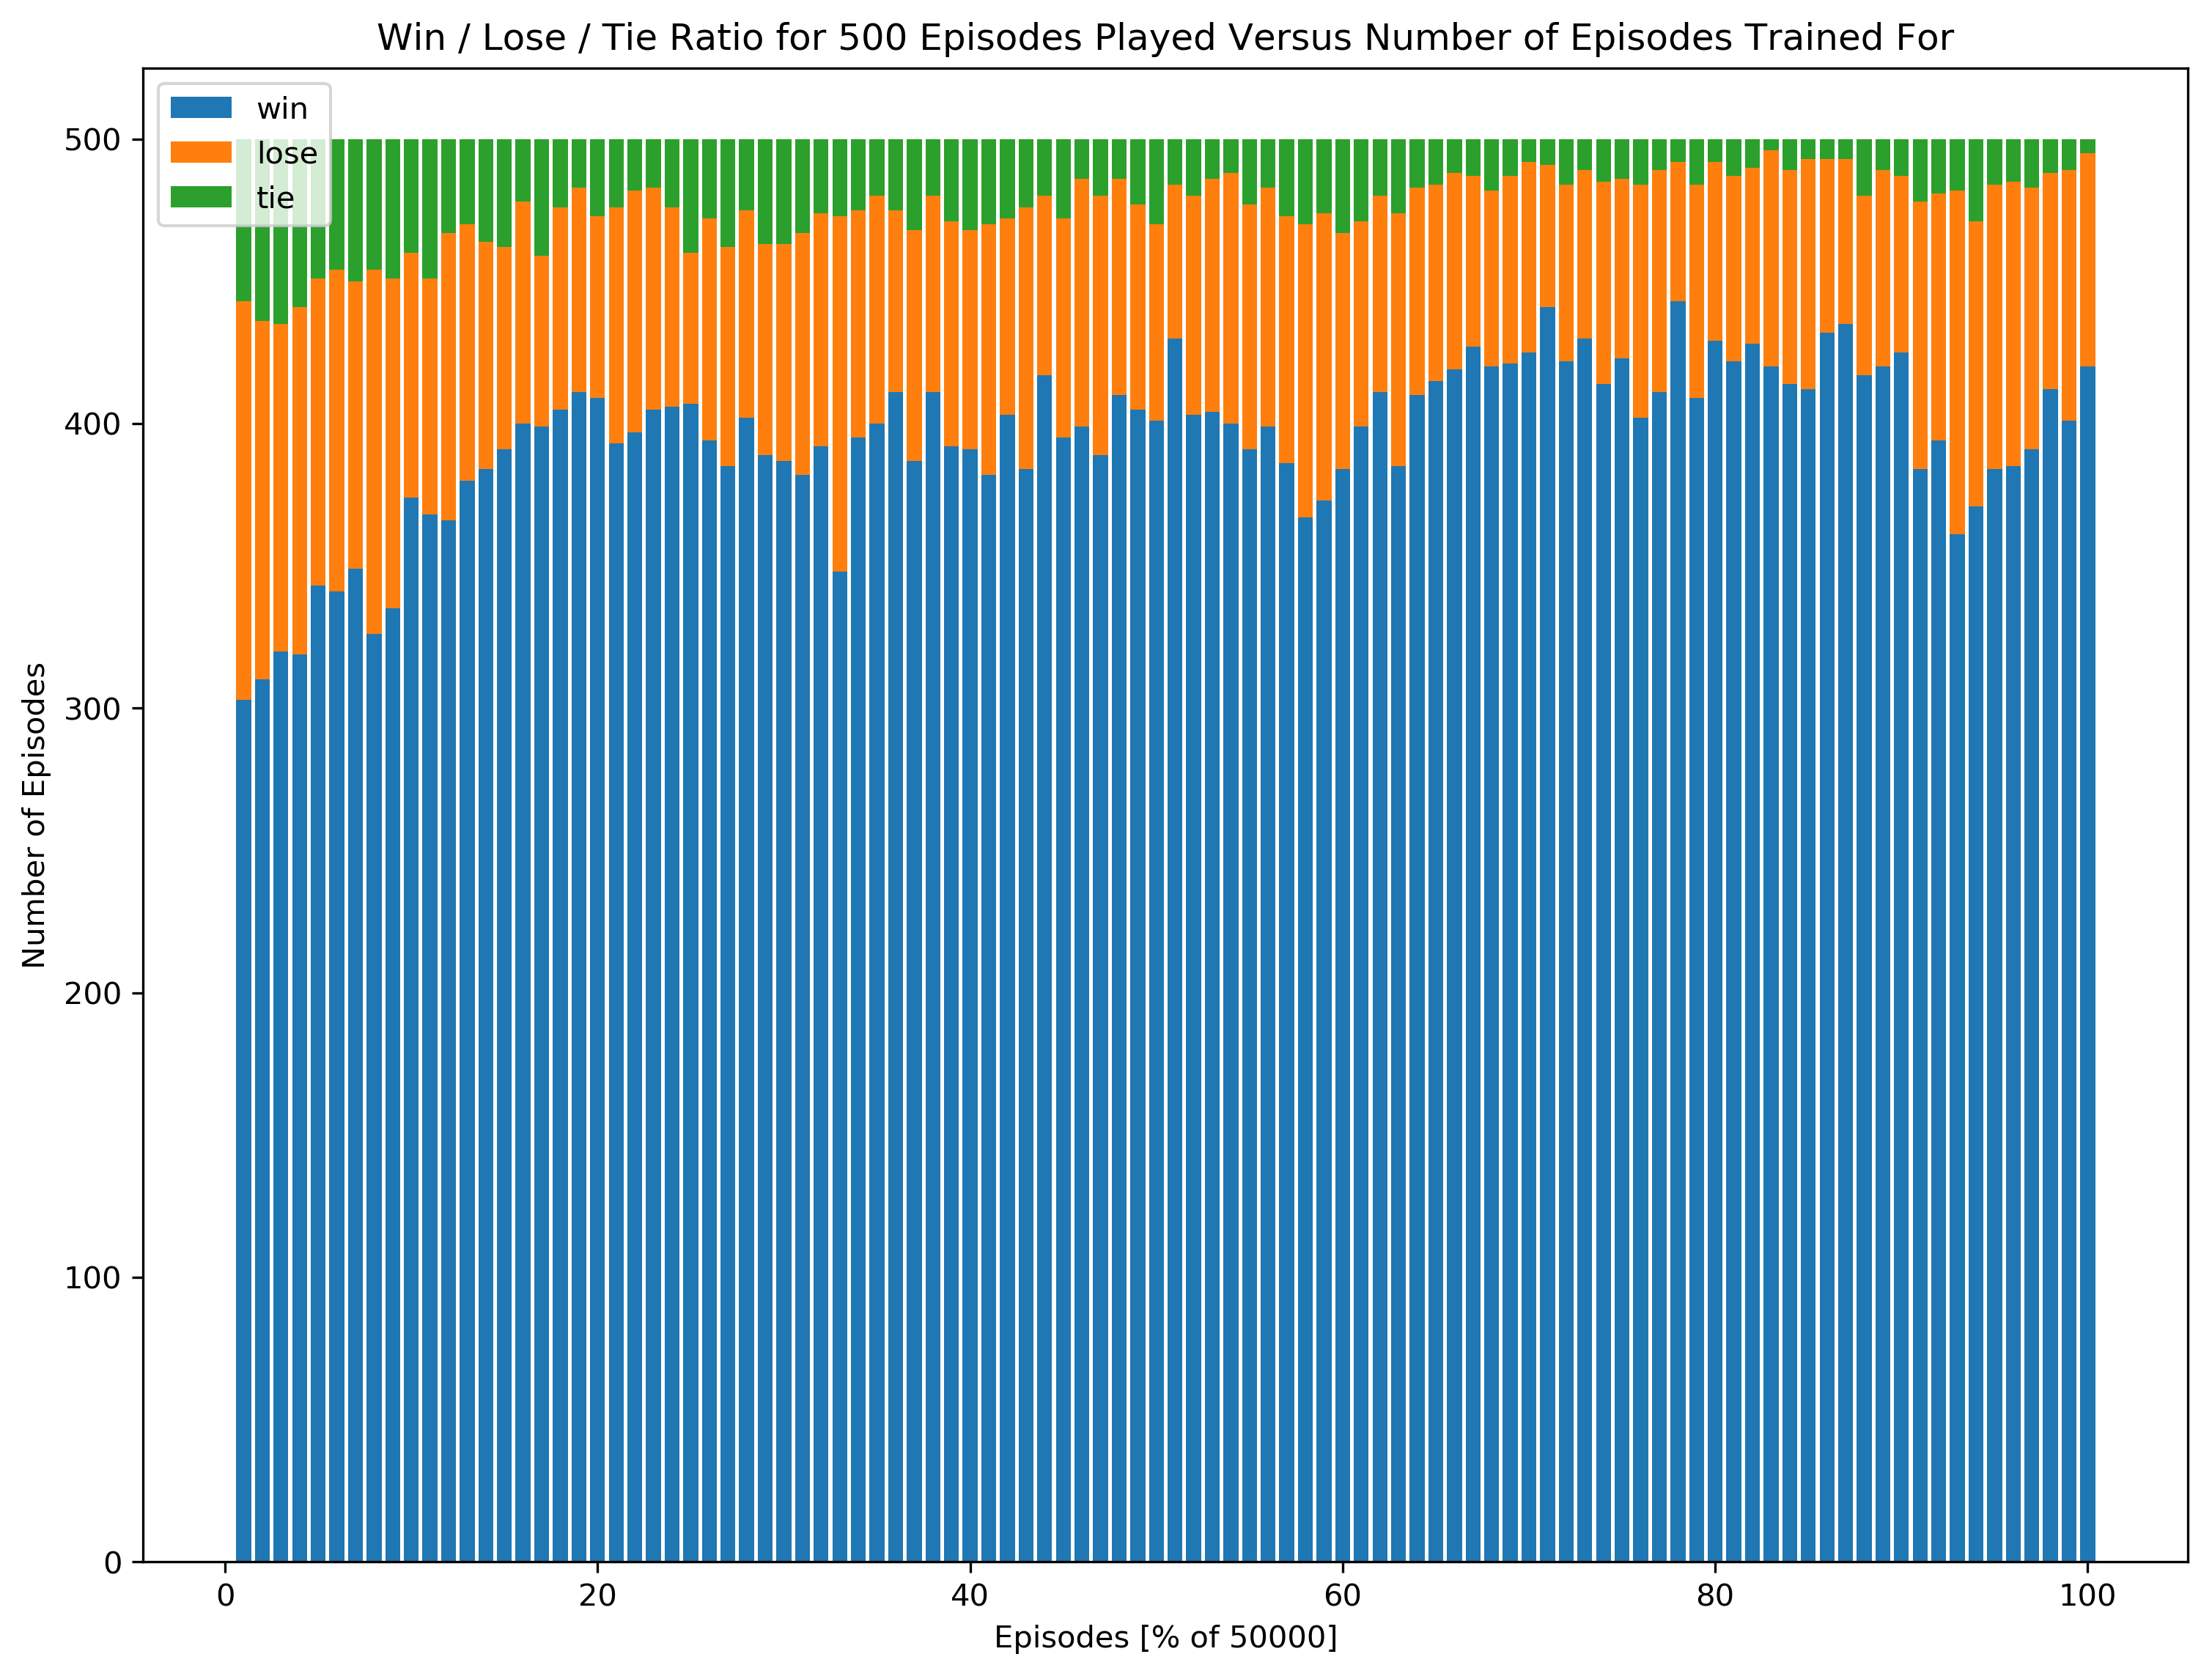 Win / Lose / Tie Ratio for 500 Episodes Played Versus Number of Episodes Trained For
win
lose
tie
500
400
300
200
100
0
Number of Episodes
0 20 40 60 80 100
Episodes [% of 50000]